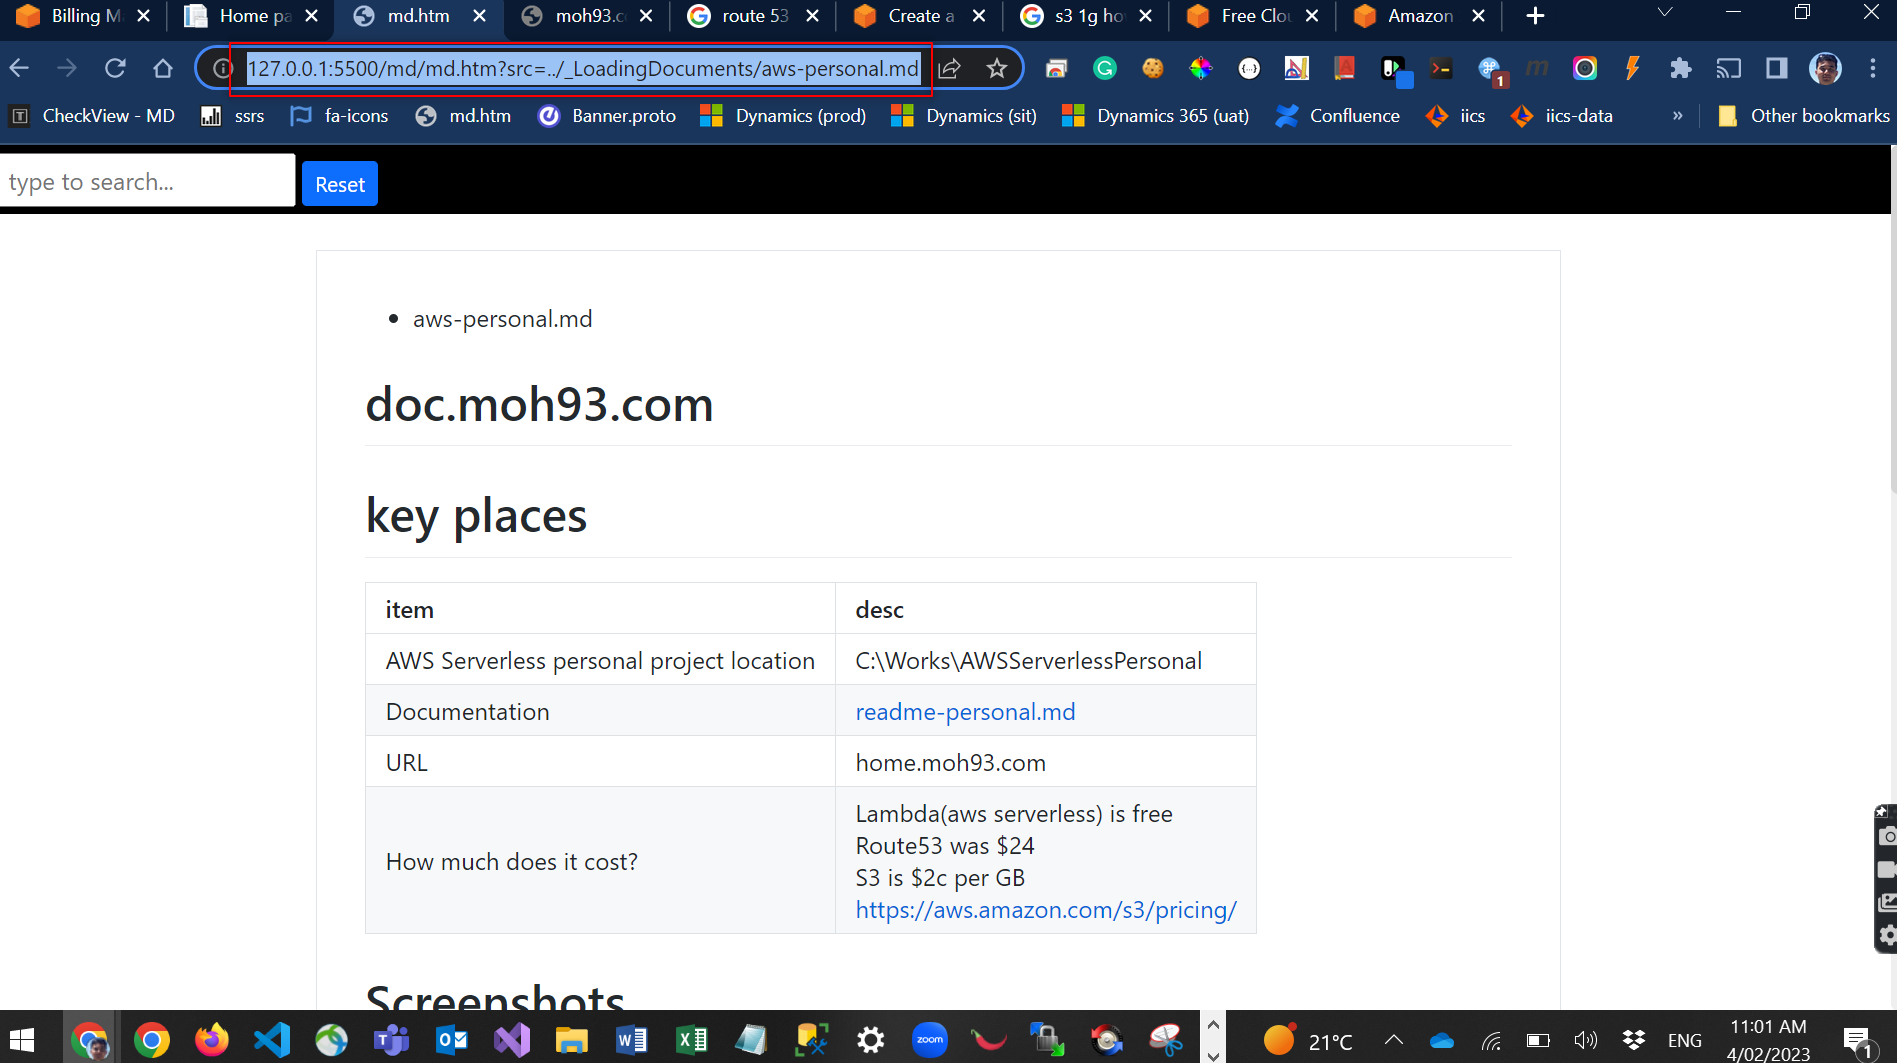 Billing Ma
Home pa
md.htm
moh93.co
route 53
Create a
s3 1g ho
Free Clou
Amazon
127.0.0.1:5500/md/md.htm?src=../_LoadingDocuments/aws-personal.md
1
CheckView - MD
ssrs
fa-icons
md.htm
Banner.proto
Dynamics (prod)
Dynamics (sit)
Dynamics 365 (uat)
Confluence
iics
iics-data
»
Other bookmarks
type to search...
Reset
• aws-personal.md
doc.moh93.com
key places
item desc
AWS Serverless personal project location C:\Works\AWSServerlessPersonal
Documentation readme-personal.md
URL home.moh93.com
How much does it cost?
Lambda(aws serverless) is free
Route53 was $24
S3 is $2c per GB
https://aws.amazon.com/s3/pricing/
Screenshots
zoom
21°C
ENG
11:01 AM
4/02/2023
1